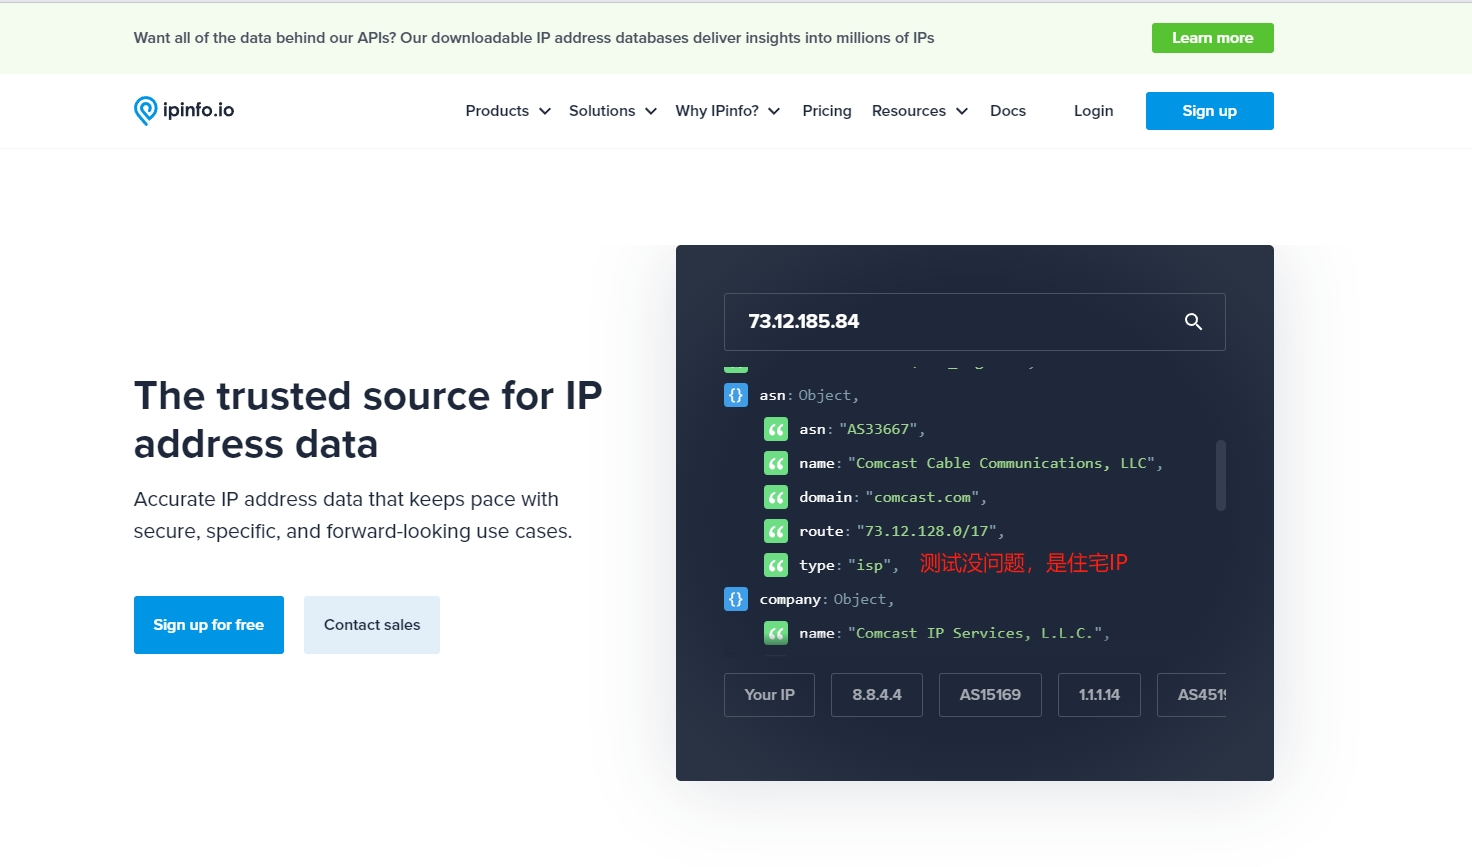 Want all of the data behind our APIs? Our downloadable IP address databases deliver insights into millions of IPs
Learn more
ipinfo.io
Products
Solutions
Why IPinfo?
Pricing
Resources
Docs
Login
Sign up
The trusted source for IP
address data
Accurate IP address data that keeps pace with
secure, specific, and forward-looking use cases.
Sign up for free
Contact sales
73.12.185.84
{} asn: Object,
asn: "AS33667",
name: "Comcast Cable Communications, LLC",
domain: "comcast.com",
route: "73.12.128.0/17",
type: "isp", 测试没问题，是住宅IP
{} company: Object,
name: "Comcast IP Services, L.L.C.",
Your IP
8.8.4.4
AS15169
1.1.1.14